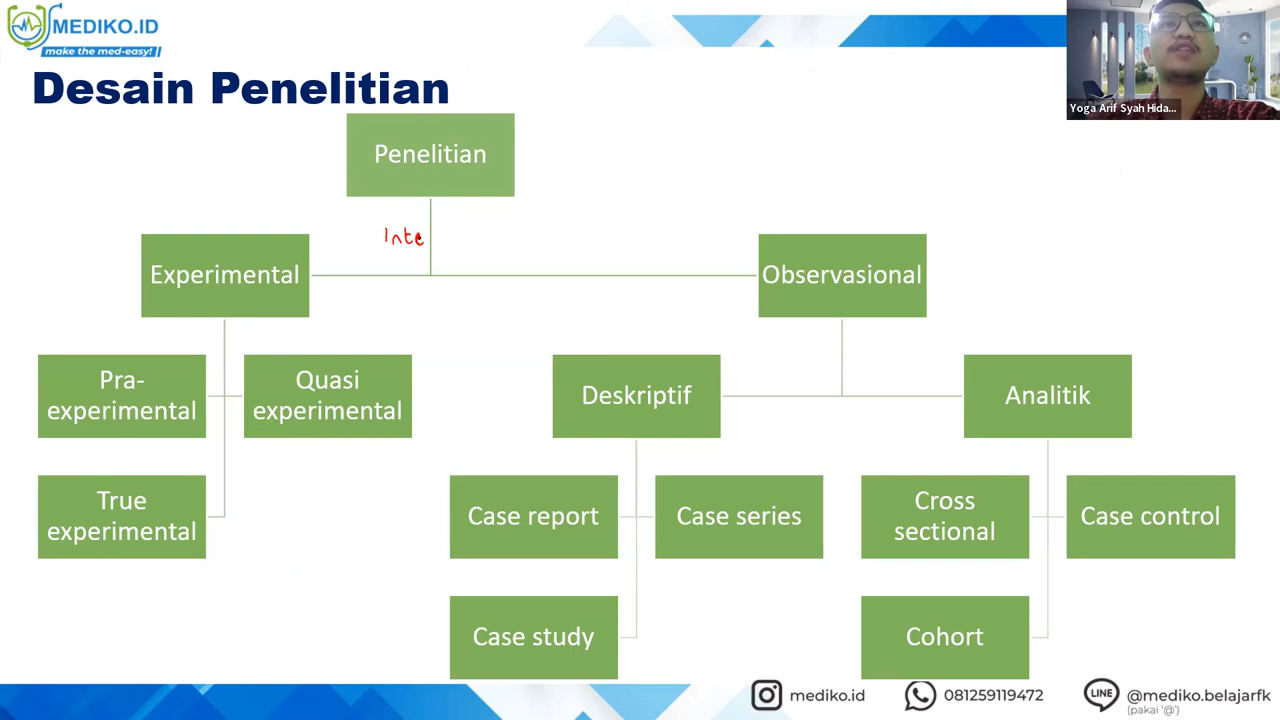 MEDIKO.ID
make the med-easy!
Yoga Arif Syah Hida...
Desain Penelitian
Penelitian
Inte
Experimental
Observasional
Pra-
experimental
Quasi
experimental
Deskriptif
Analitik
True
experimental
Case report
Case series
Cross
sectional
Case control
Case study
Cohort
mediko.id
081259119472
LINE
@mediko.belajarfk
(pakai '@')